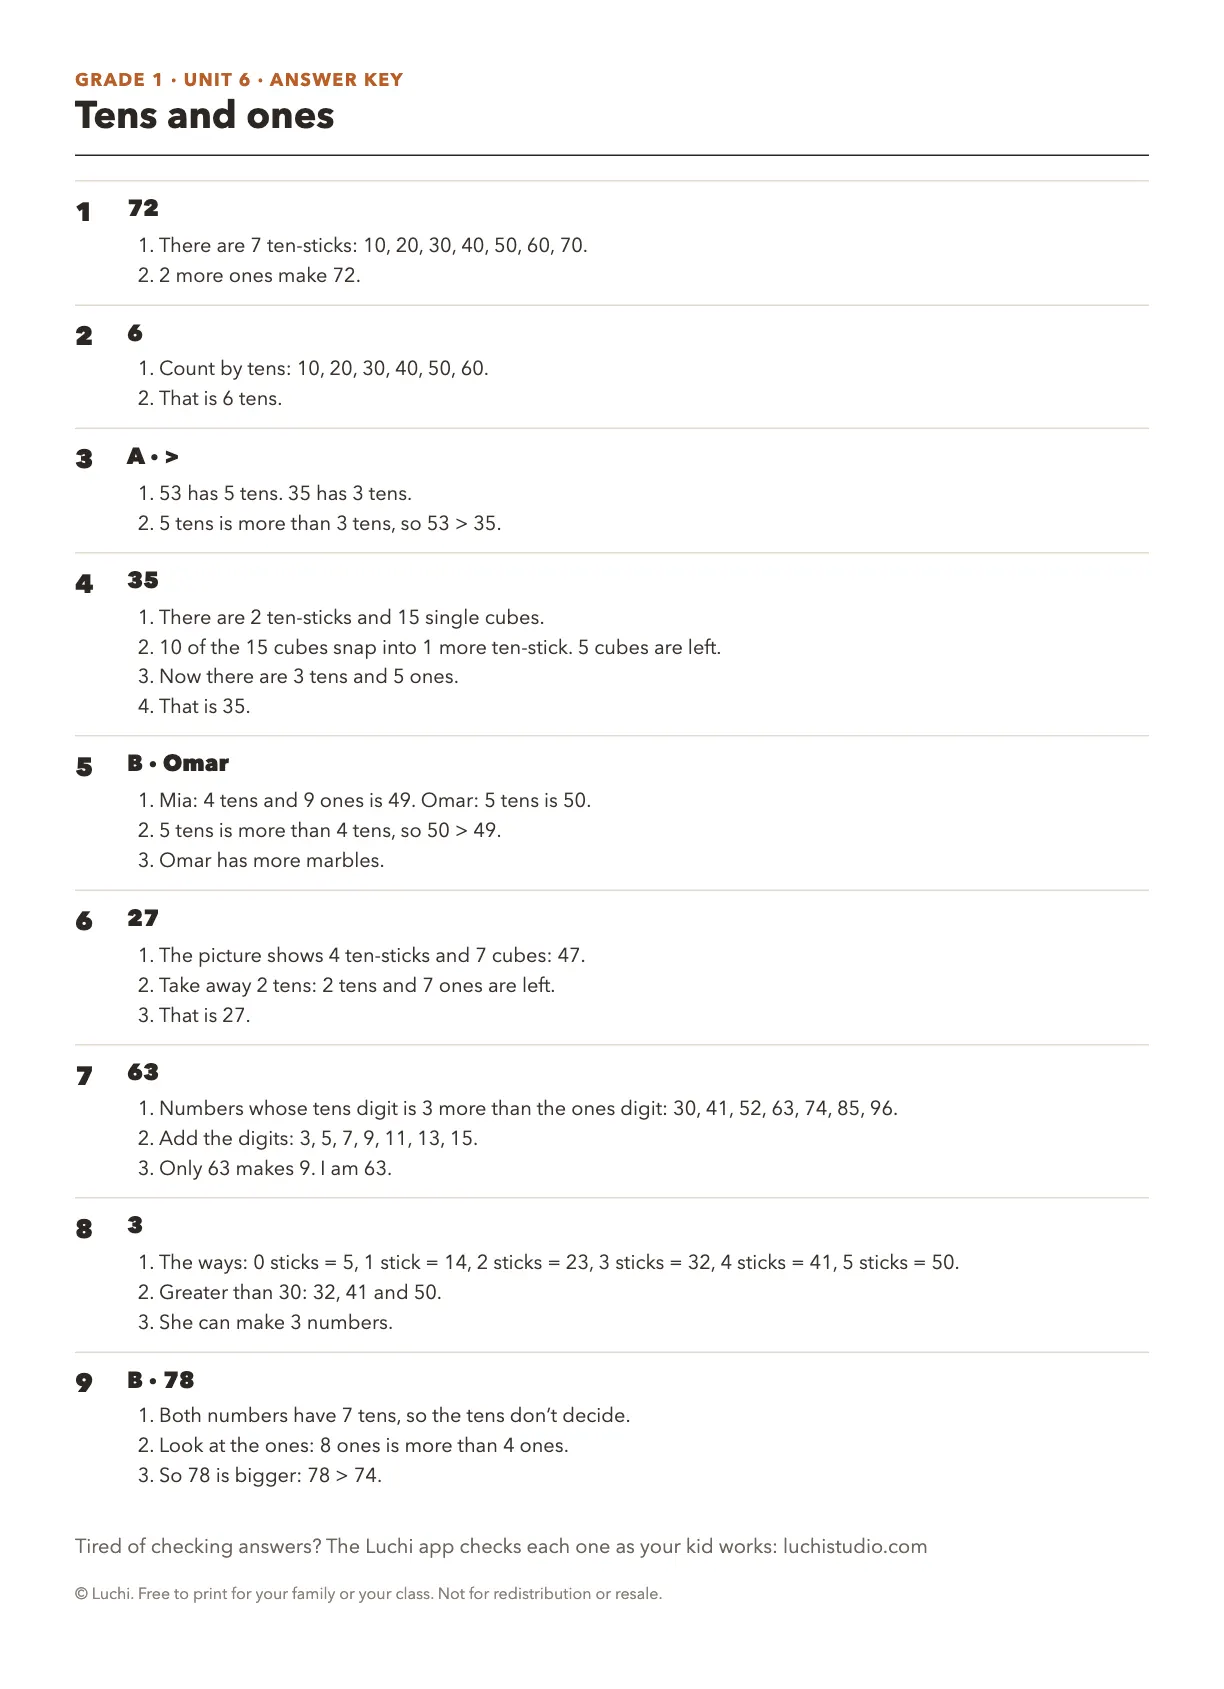 GRADE 1 · UNIT 6 · ANSWER KEY
Tens and ones
1 72
1. There are 7 ten-sticks: 10, 20, 30, 40, 50, 60, 70.
2. 2 more ones make 72.
2 6
1. Count by tens: 10, 20, 30, 40, 50, 60.
2. That is 6 tens.
3 A · >
1. 53 has 5 tens. 35 has 3 tens.
2. 5 tens is more than 3 tens, so 53 > 35.
4 35
1. There are 2 ten-sticks and 15 single cubes.
2. 10 of the 15 cubes snap into 1 more ten-stick. 5 cubes are left.
3. Now there are 3 tens and 5 ones.
4. That is 35.
5 B · Omar
1. Mia: 4 tens and 9 ones is 49. Omar: 5 tens is 50.
2. 5 tens is more than 4 tens, so 50 > 49.
3. Omar has more marbles.
6 27
1. The picture shows 4 ten-sticks and 7 cubes: 47.
2. Take away 2 tens: 2 tens and 7 ones are left.
3. That is 27.
7 63
1. Numbers whose tens digit is 3 more than the ones digit: 30, 41, 52, 63, 74, 85, 96.
2. Add the digits: 3, 5, 7, 9, 11, 13, 15.
3. Only 63 makes 9. I am 63.
8 3
1. The ways: 0 sticks = 5, 1 stick = 14, 2 sticks = 23, 3 sticks = 32, 4 sticks = 41, 5 sticks = 50.
2. Greater than 30: 32, 41 and 50.
3. She can make 3 numbers.
9 B · 78
1. Both numbers have 7 tens, so the tens don’t decide.
2. Look at the ones: 8 ones is more than 4 ones.
3. So 78 is bigger: 78 > 74.
Tired of checking answers? The Luchi app checks each one as your kid works: luchistudio.com
© Luchi. Free to print for your family or your class. Not for redistribution or resale.